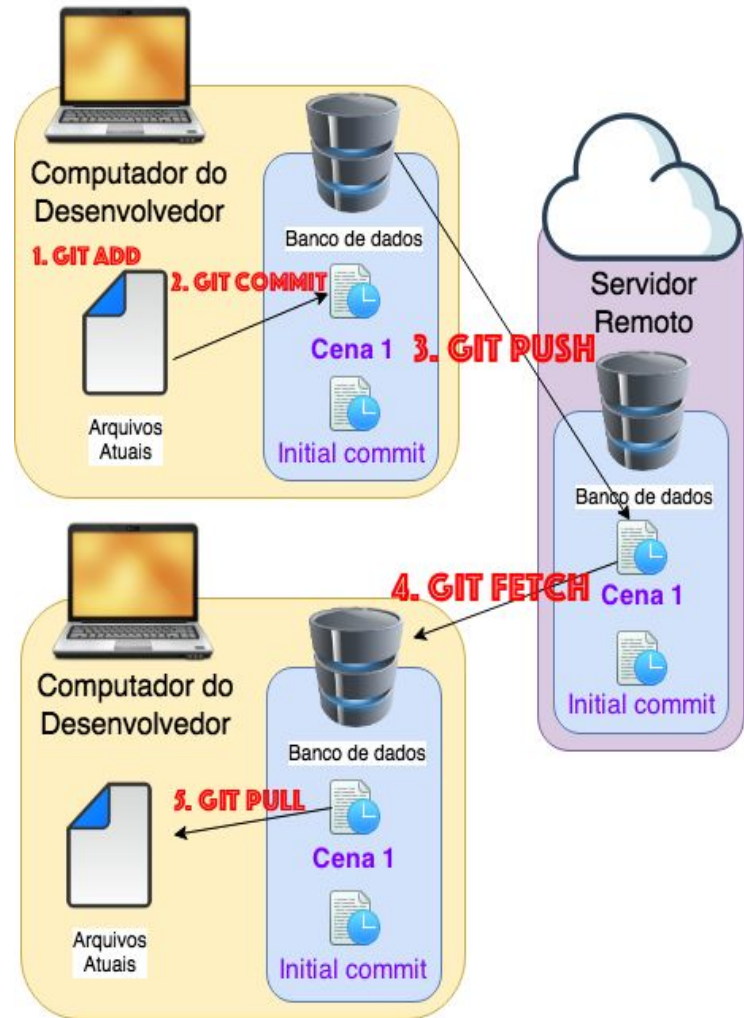 Computador do
Desenvolvedor
1. GIT ADD
Arquivos
Atuais
2. GIT COMMIT
Banco de dados
Cena 1
Initial commit
3. GIT PUSH
Servidor
Remoto
Banco de dados
Cena 1
Initial commit
4. GIT FETCH
Computador do
Desenvolvedor
Banco de dados
5. GIT PULL
Cena 1
Initial commit
Arquivos
Atuais